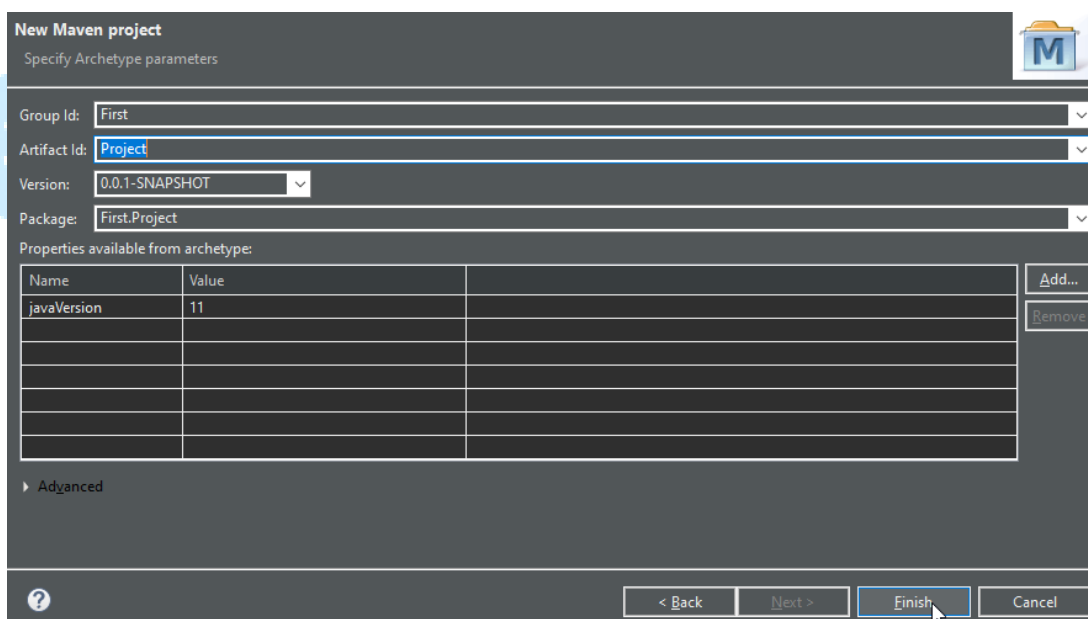 New Maven project
Specify Archetype parameters
M
Group Id: First
Artifact Id: Project
Version: 0.0.1-SNAPSHOT
Package: First.Project
Properties available from archetype:
Name Value
Add...
javaVersion 11
Remove
Advanced
? < Back Next > Finish Cancel